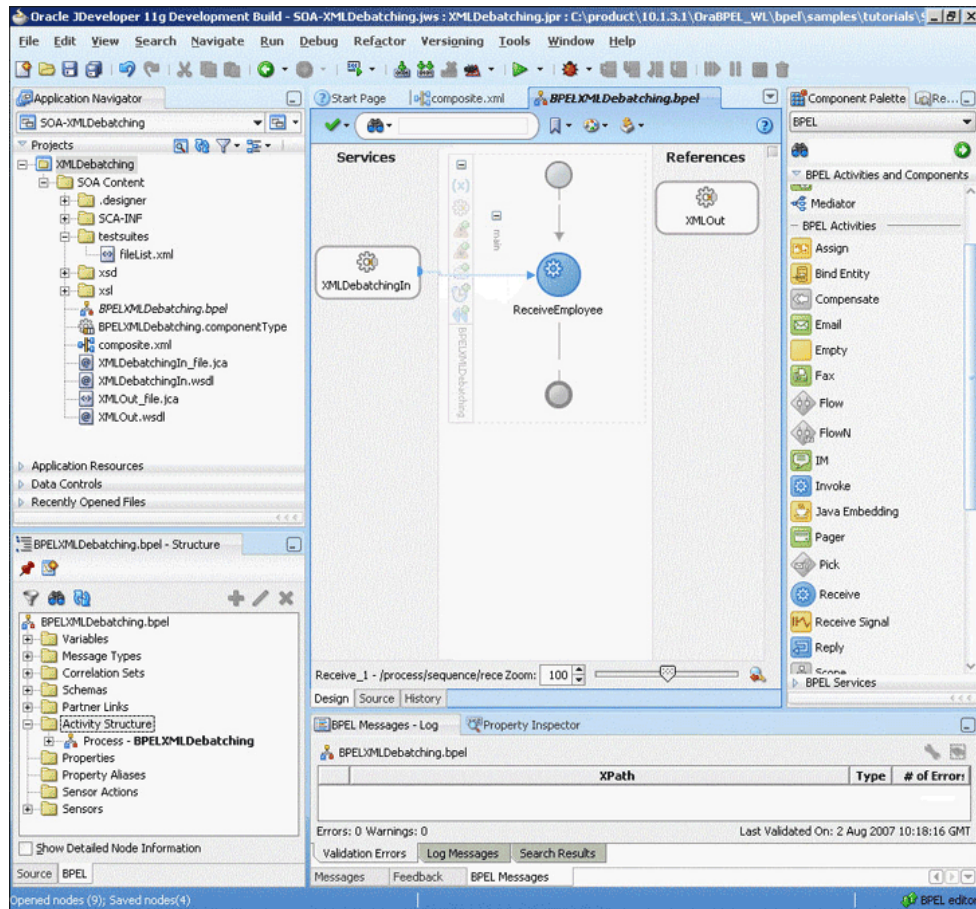 Oracle JDeveloper 11g Development Build - SOA-XMLDebatching.jws : XMLDebatching.jpr : C:\product\10.1.3.1\OraBPEL_WL\bpel\samples\tutorials\
File Edit View Search Navigate Run Debug Refactor Versioning Tools Window Help
Application Navigator
SOA-XMLDebatching
Projects
XMLDebatching
SOA Content
.designer
SCA-INF
testsuites
fileList.xml
xsd
xsl
BPELXMLDebatching.bpel
BPELXMLDebatching.componentType
composite.xml
XMLDebatchingIn_file.jca
XMLDebatchingIn.wsdl
XMLOut_file.jca
XMLOut.wsdl
Application Resources
Data Controls
Recently Opened Files
BPELXMLDebatching.bpel - Structure
BPELXMLDebatching.bpel
Variables
Message Types
Correlation Sets
Schemas
Partner Links
Activity Structure
Process - BPELXMLDebatching
Properties
Property Aliases
Sensor Actions
Sensors
Show Detailed Node Information
Source BPEL
Start Page composite.xml BPELXMLDebatching.bpel
Services
References
(x)
main
XMLOut
XMLDebatchingIn
ReceiveEmployee
BPELXMLDebatching
Receive_1 - /process/sequence/rece Zoom: 100
Design Source History
BPEL Messages - Log Property Inspector
BPELXMLDebatching.bpel
XPath Type # of Errors
Errors: 0 Warnings: 0 Last Validated On: 2 Aug 2007 10:18:16 GMT
Validation Errors Log Messages Search Results
Messages Feedback BPEL Messages
Component Palette Re...
BPEL
BPEL Activities and Components
Mediator
BPEL Activities
Assign
Bind Entity
Compensate
Email
Empty
Fax
Flow
FlowN
IM
Invoke
Java Embedding
Pager
Pick
Receive
Receive Signal
Reply
Scope
BPEL Services
Opened nodes (9); Saved nodes(4) BPEL editor